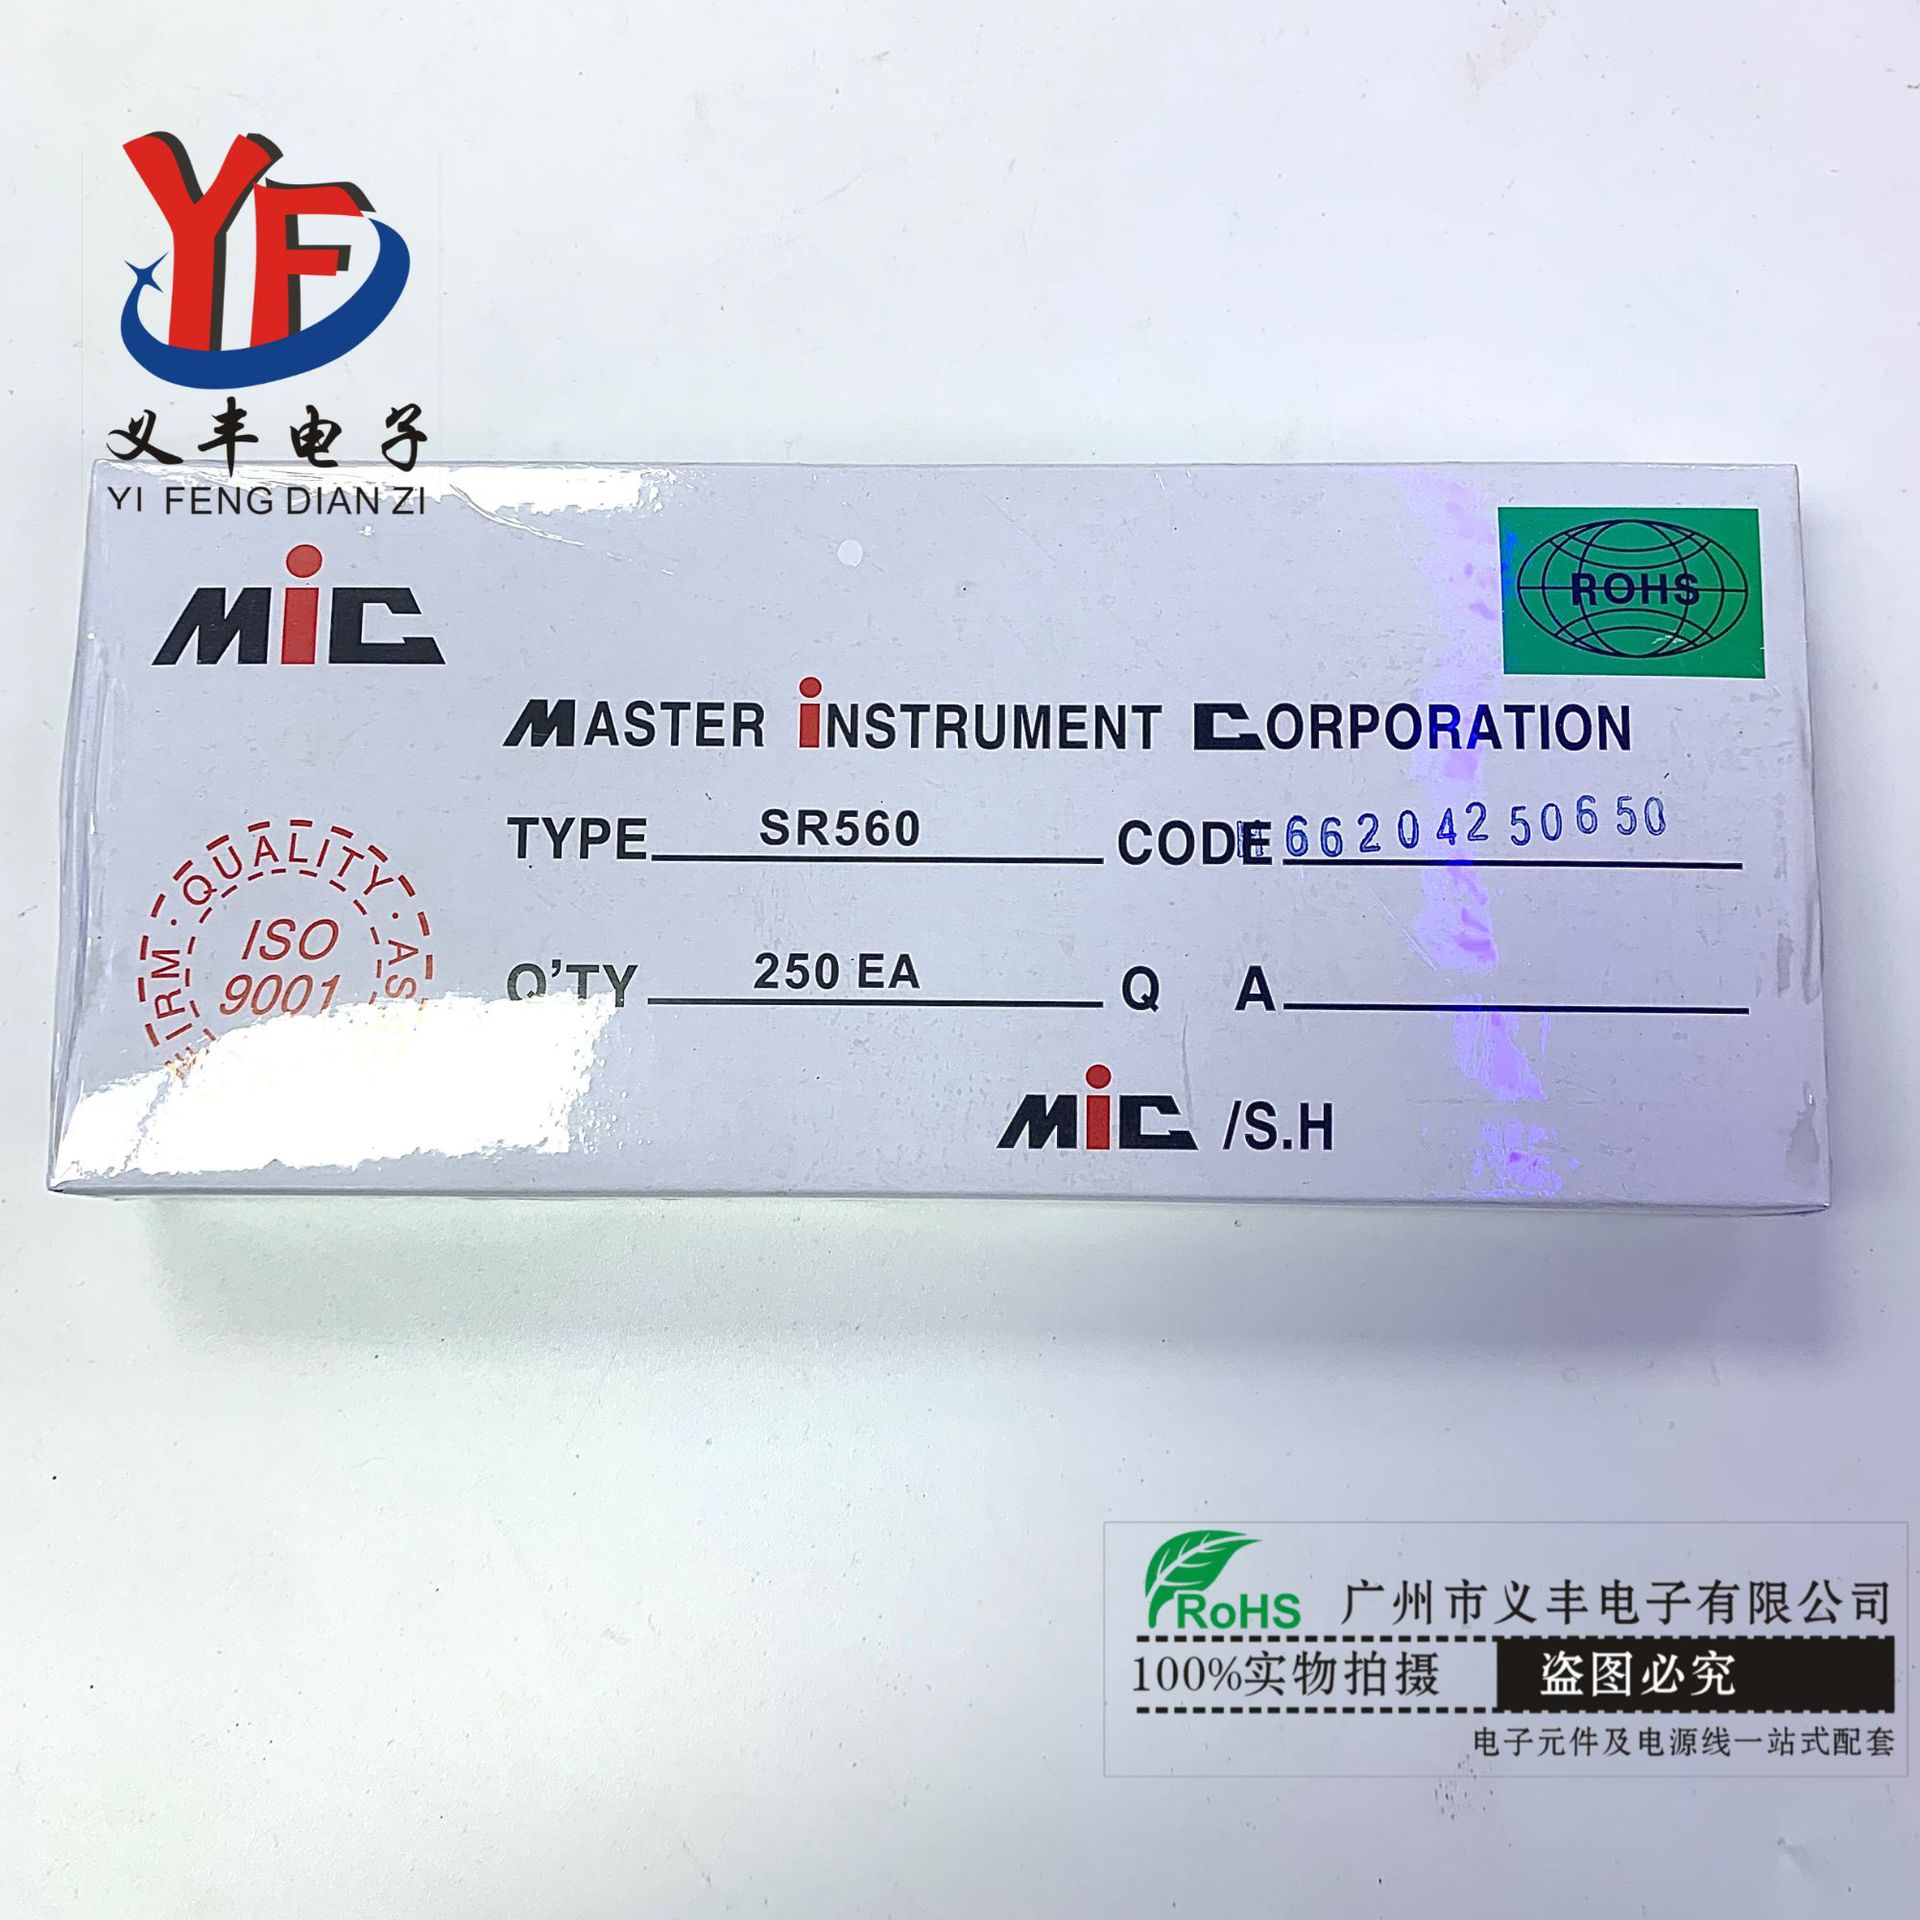 YF
义丰电子
YI FENG DIAN ZI
MiC
ROHS
MASTER iNSTRUMENT CORPORATION
TYPE SR560 CODE 66204250650
FIRM · QUALITY · AS
ISO
9001
Q'TY 250 EA Q A
MiC /S.H
RoHS 广州市义丰电子有限公司
100%实物拍摄 盗图必究
电子元件及电源线一站式配套